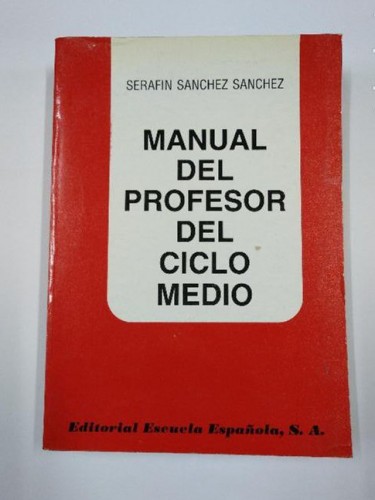 SERAFIN SANCHEZ SANCHEZ
MANUAL
DEL
PROFESOR
DEL
CICLO
MEDIO
Editorial Escuela Española, S. A.